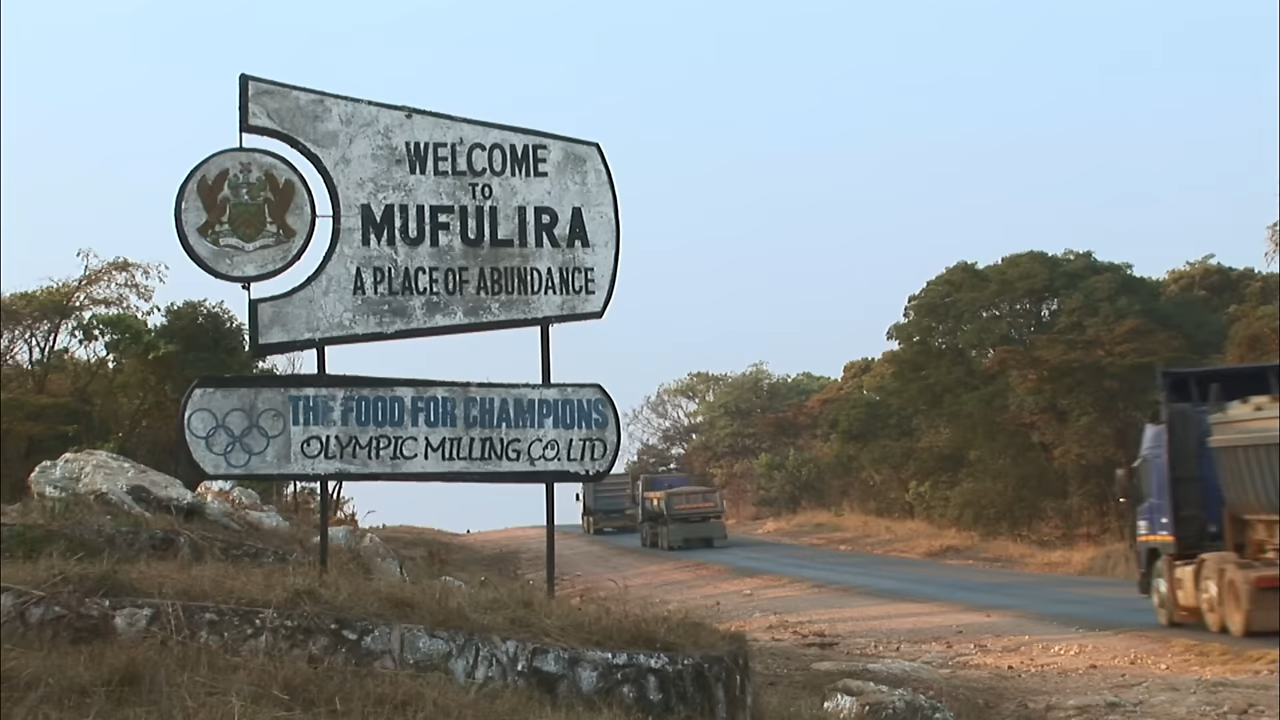 WELCOME
TO
MUFULIRA
A PLACE OF ABUNDANCE
THE FOOD FOR CHAMPIONS
OLYMPIC MILLING CO. LTD